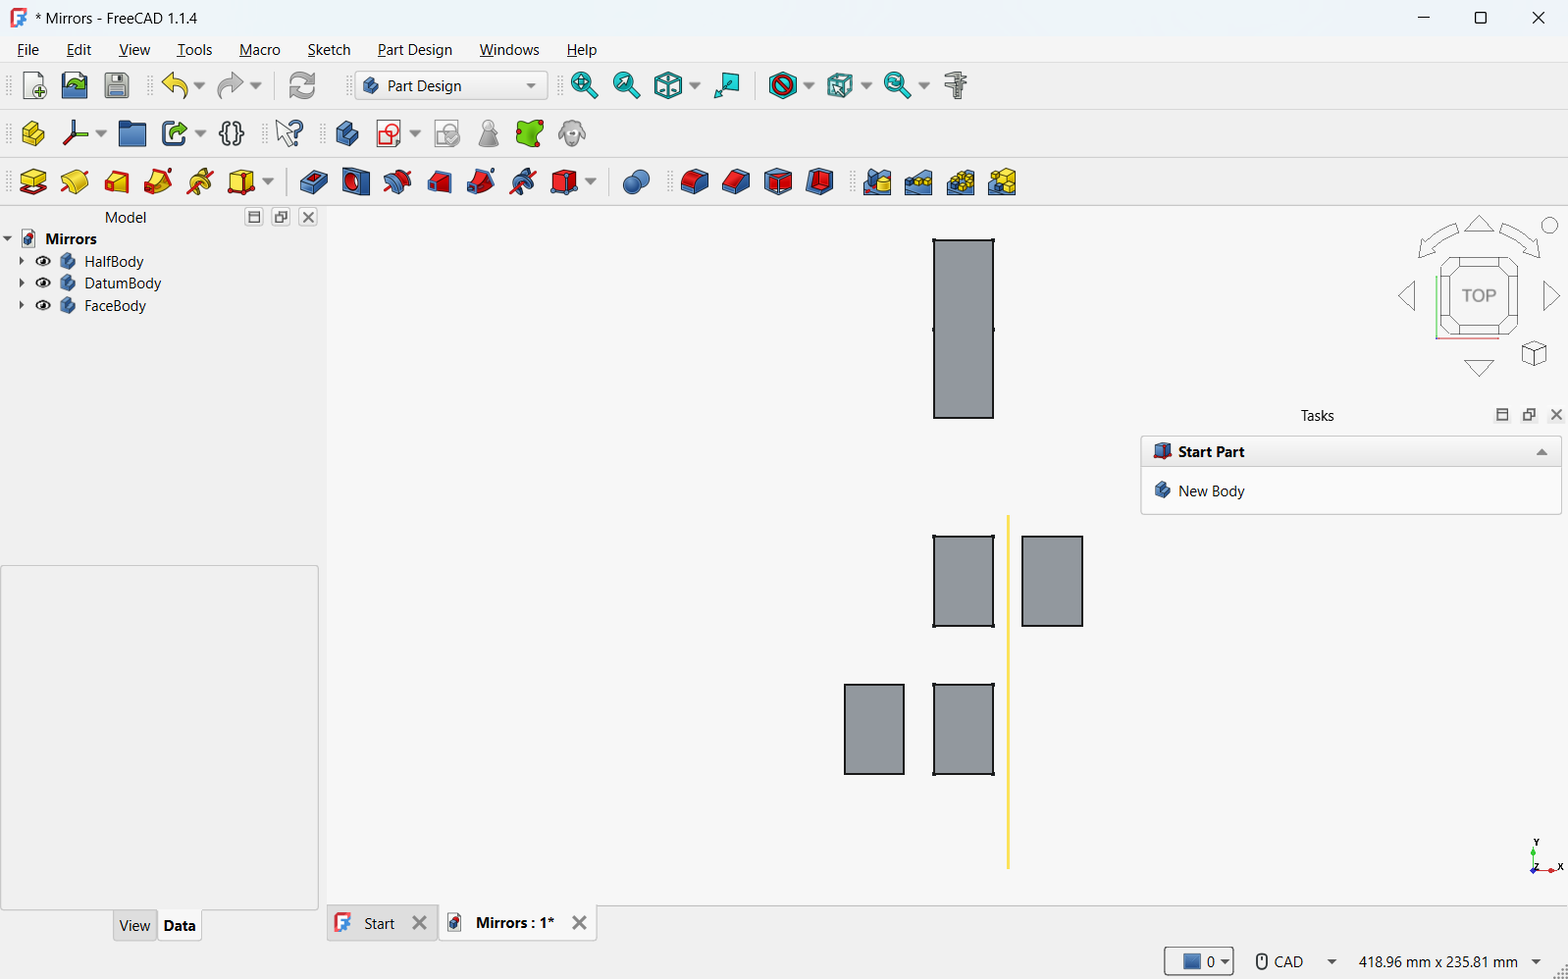 * Mirrors - FreeCAD 1.1.4
File Edit View Tools Macro Sketch Part Design Windows Help
Part Design
Model
Mirrors
HalfBody
DatumBody
FaceBody
TOP
Tasks
Start Part
New Body
Y
Z X
View Data
Start Mirrors : 1*
0 CAD 418.96 mm x 235.81 mm